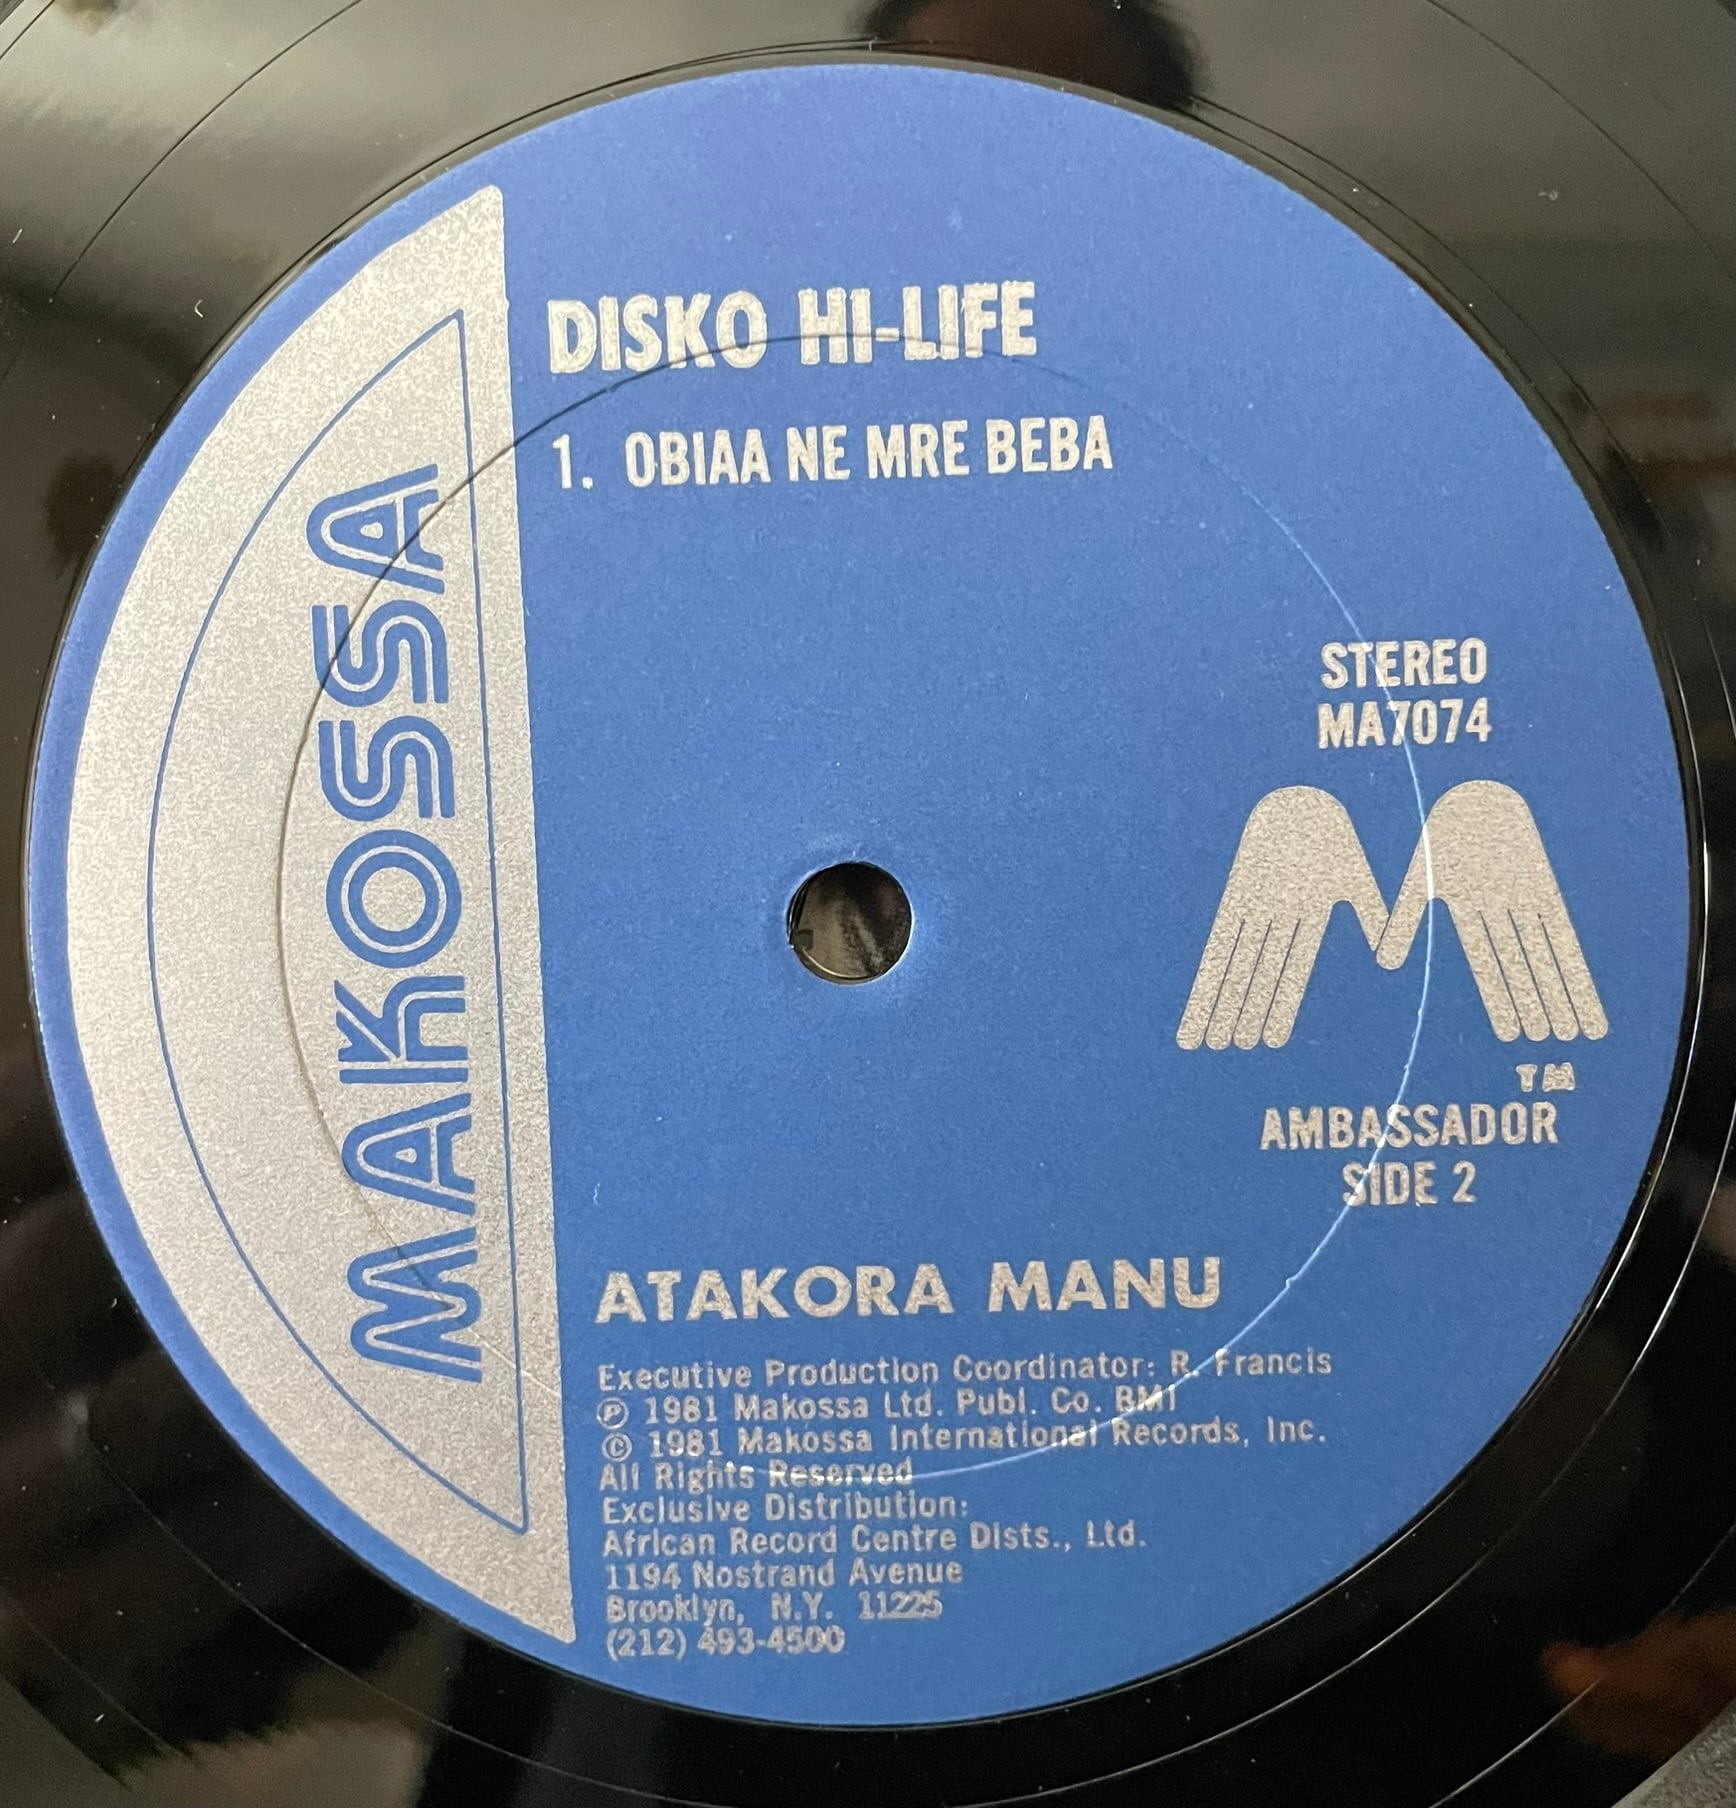 MAKOSSA
DISKO HI-LIFE
1. OBIAA NE MRE BEBA
STEREO
MA7074
TM
AMBASSADOR
SIDE 2
ATAKORA MANU
Executive Production Coordinator: R. Francis
℗ 1981 Makossa Ltd. Publ. Co. BMI
© 1981 Makossa International Records, Inc.
All Rights Reserved
Exclusive Distribution:
African Record Centre Dists., Ltd.
1194 Nostrand Avenue
Brooklyn, N.Y. 11225
(212) 493-4500